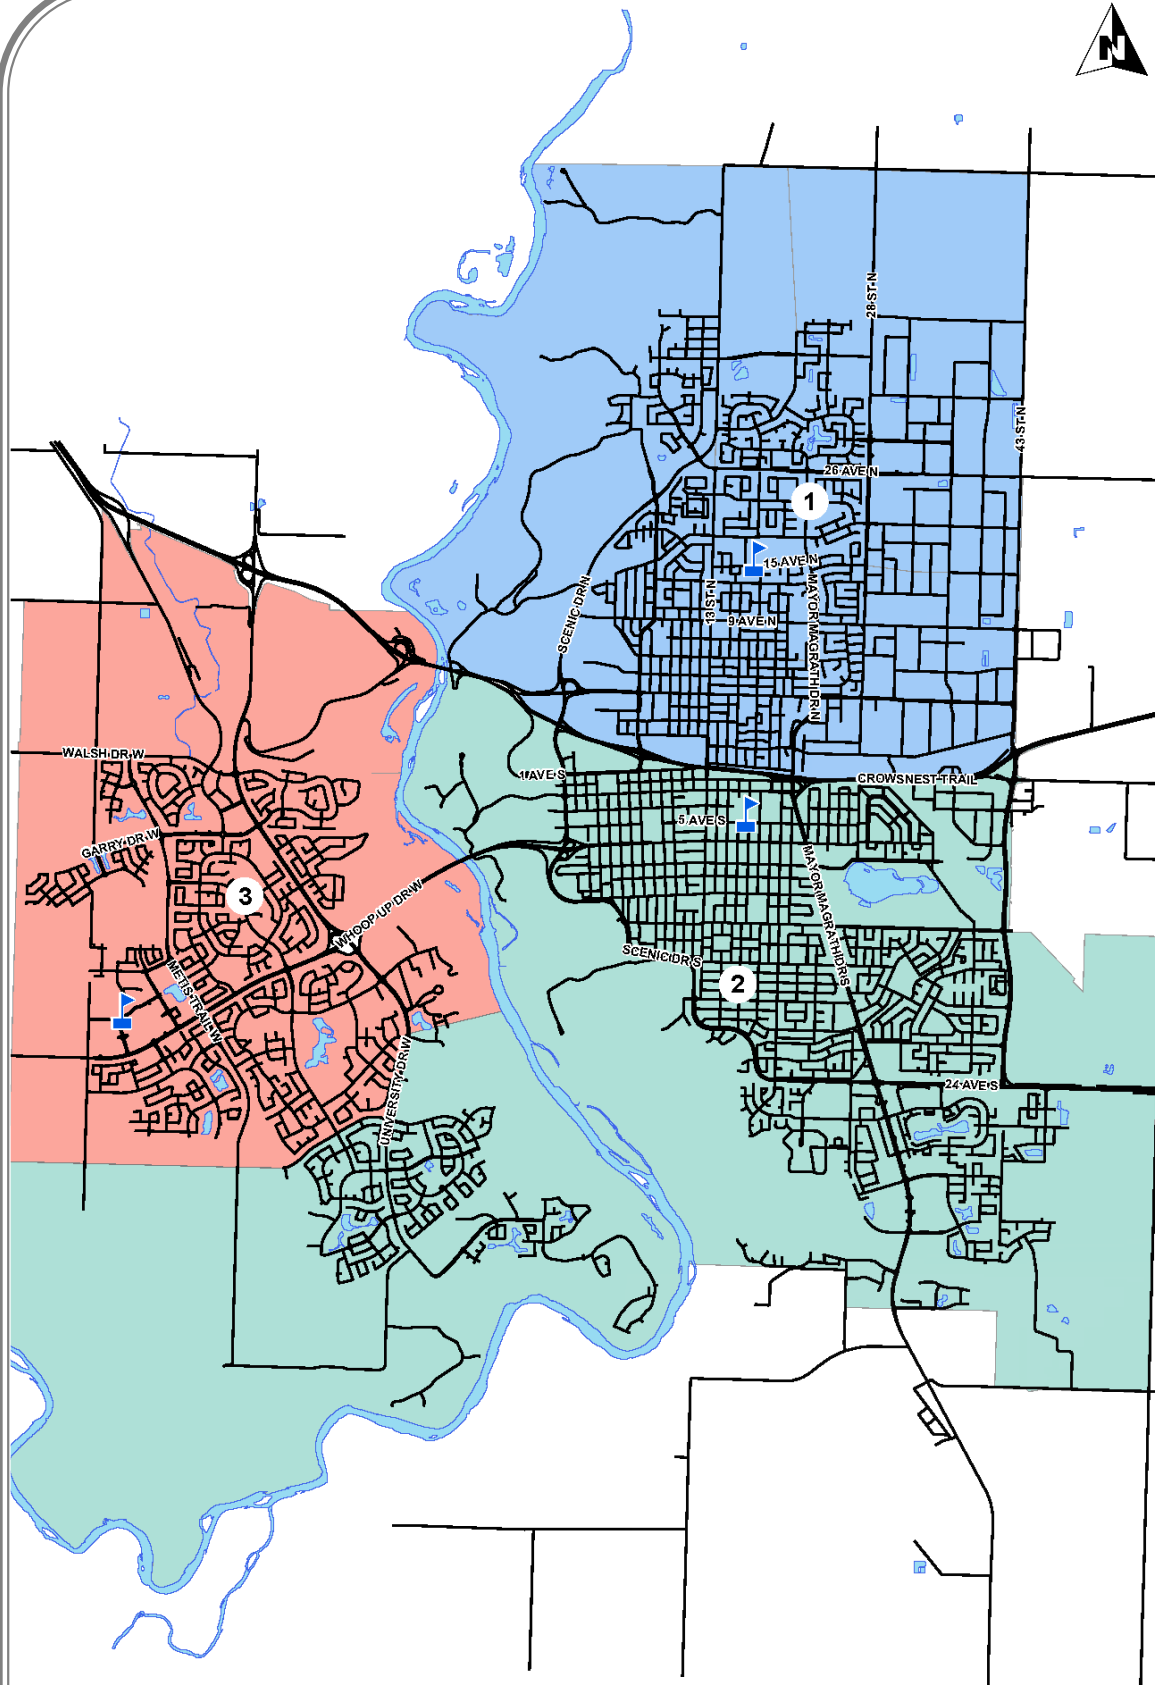 N
28 ST N
43 ST N
26 AVE N
1
15 AVE N
SCENIC DR N
13 ST N
9 AVE N
MAYOR MAGRATH DR N
WALSH DR W
1 AVE S
CROWSNEST TRAIL
5 AVE S
GARRY DR W
3
WHOOP UP DR W
MAYOR MAGRATH DR S
SCENIC DR S
2
METIS TRAIL W
UNIVERSITY DR W
24 AVE S